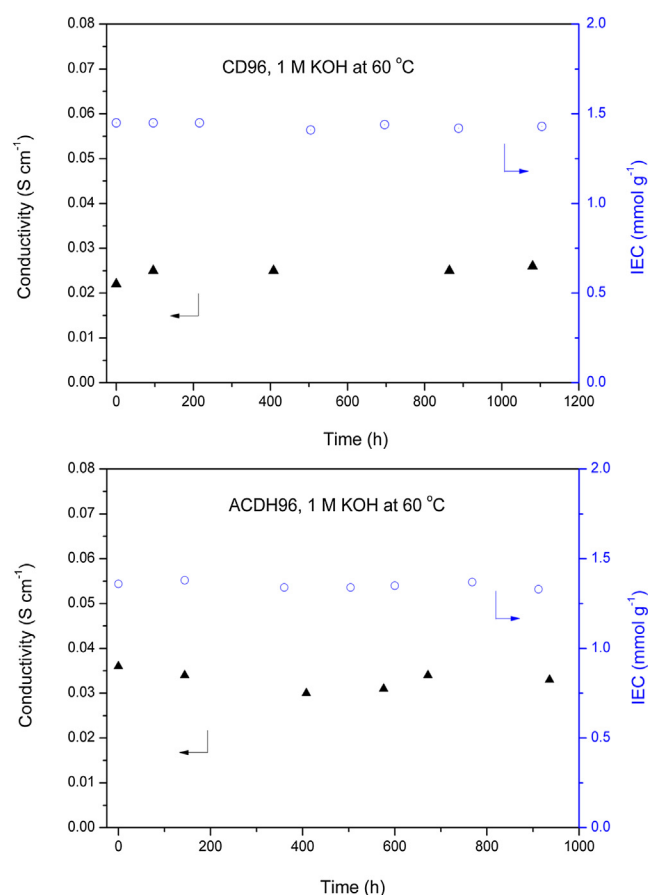 0.08
0.07
0.06
0.05
0.04
0.03
0.02
0.01
0.00
Conductivity (S cm⁻¹)
CD96, 1 M KOH at 60 °C
2.0
1.5
1.0
0.5
0.0
IEC (mmol g⁻¹)
0 200 400 600 800 1000 1200
Time (h)
0.08
0.07
0.06
0.05
0.04
0.03
0.02
0.01
0.00
Conductivity (S cm⁻¹)
ACDH96, 1 M KOH at 60 °C
2.0
1.5
1.0
0.5
0.0
IEC (mmol g⁻¹)
0 200 400 600 800 1000
Time (h)